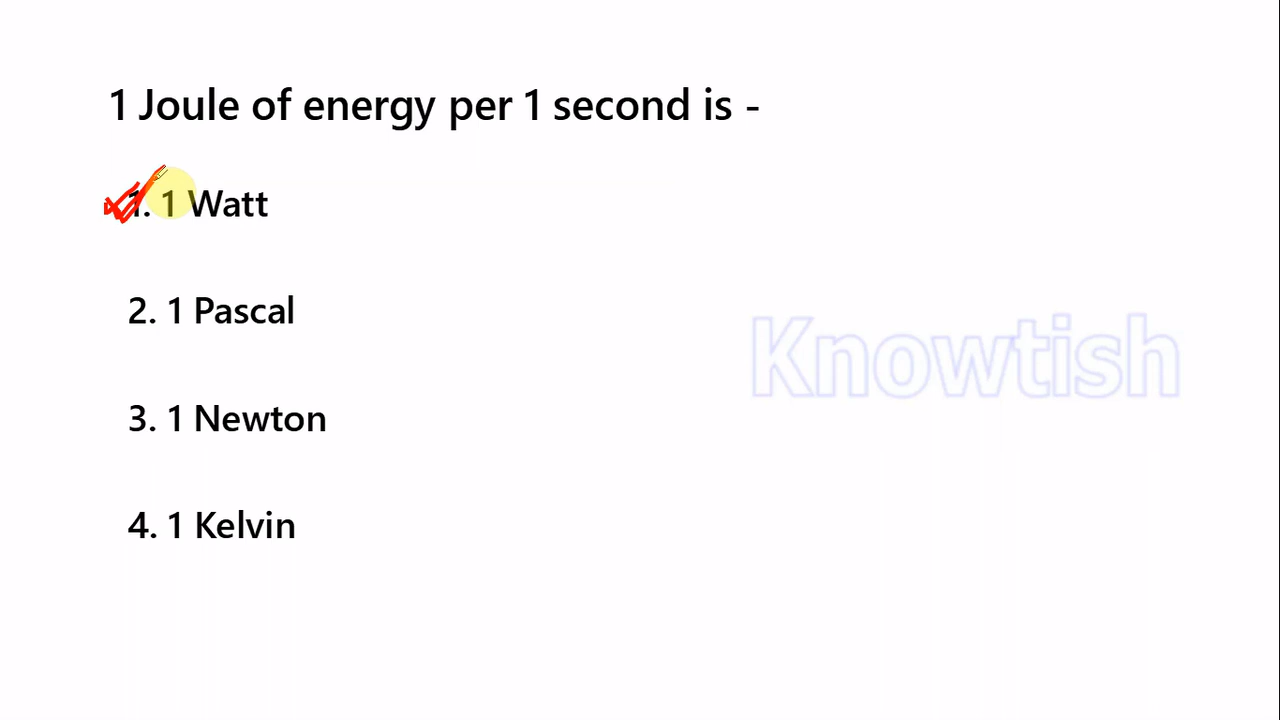 1 Joule of energy per 1 second is -
1. 1 Watt
2. 1 Pascal
Knowtish
3. 1 Newton
4. 1 Kelvin